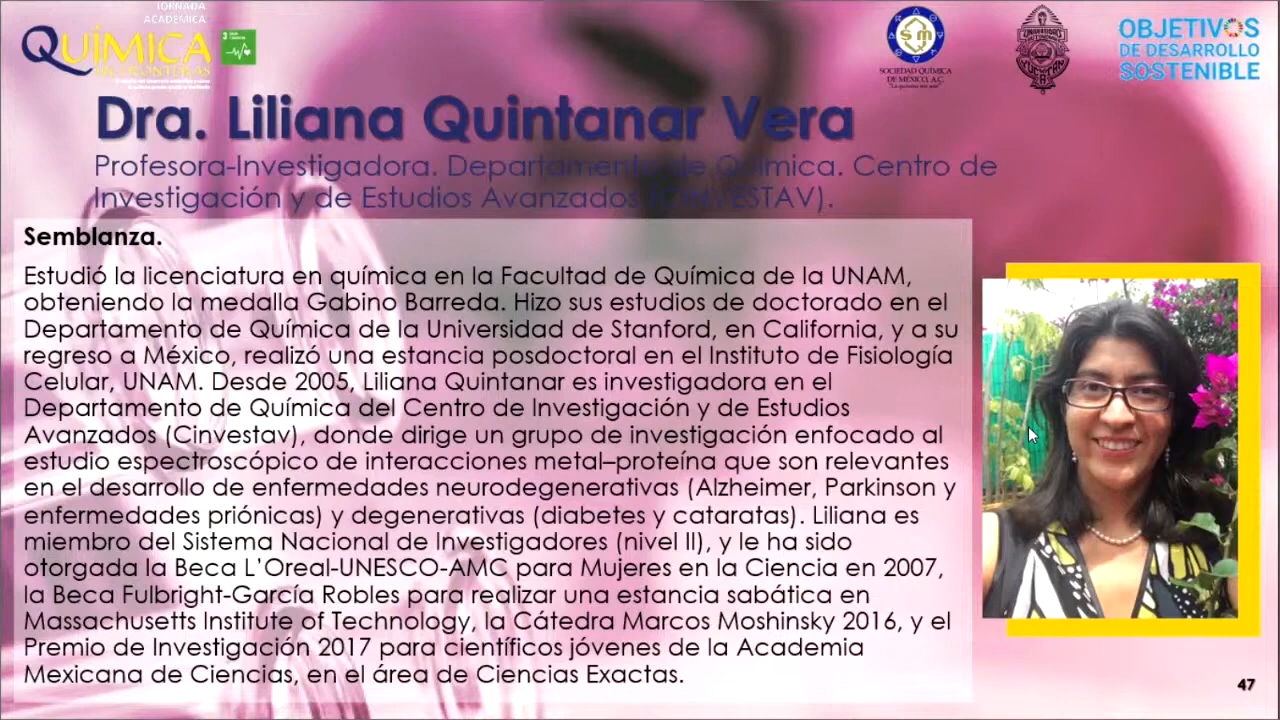 JORNADA
ACADÉMICA
QUÍMICA
OBJETIVOS
DE DESARROLLO
SOSTENIBLE
SOCIEDAD QUÍMICA
DE MÉXICO, A.C.
Dra. Liliana Quintanar Vera
Profesora-Investigadora. Departamento de Química. Centro de
Investigación y de Estudios Avanzados (CINVESTAV).
Semblanza.
Estudió la licenciatura en química en la Facultad de Química de la UNAM,
obteniendo la medalla Gabino Barreda. Hizo sus estudios de doctorado en el
Departamento de Química de la Universidad de Stanford, en California, y a su
regreso a México, realizó una estancia posdoctoral en el Instituto de Fisiología
Celular, UNAM. Desde 2005, Liliana Quintanar es investigadora en el
Departamento de Química del Centro de Investigación y de Estudios
Avanzados (Cinvestav), donde dirige un grupo de investigación enfocado al
estudio espectroscópico de interacciones metal–proteína que son relevantes
en el desarrollo de enfermedades neurodegenerativas (Alzheimer, Parkinson y
enfermedades priónicas) y degenerativas (diabetes y cataratas). Liliana es
miembro del Sistema Nacional de Investigadores (nivel II), y le ha sido
otorgada la Beca L’Oreal-UNESCO-AMC para Mujeres en la Ciencia en 2007,
la Beca Fulbright-García Robles para realizar una estancia sabática en
Massachusetts Institute of Technology, la Cátedra Marcos Moshinsky 2016, y el
Premio de Investigación 2017 para científicos jóvenes de la Academia
Mexicana de Ciencias, en el área de Ciencias Exactas.
47